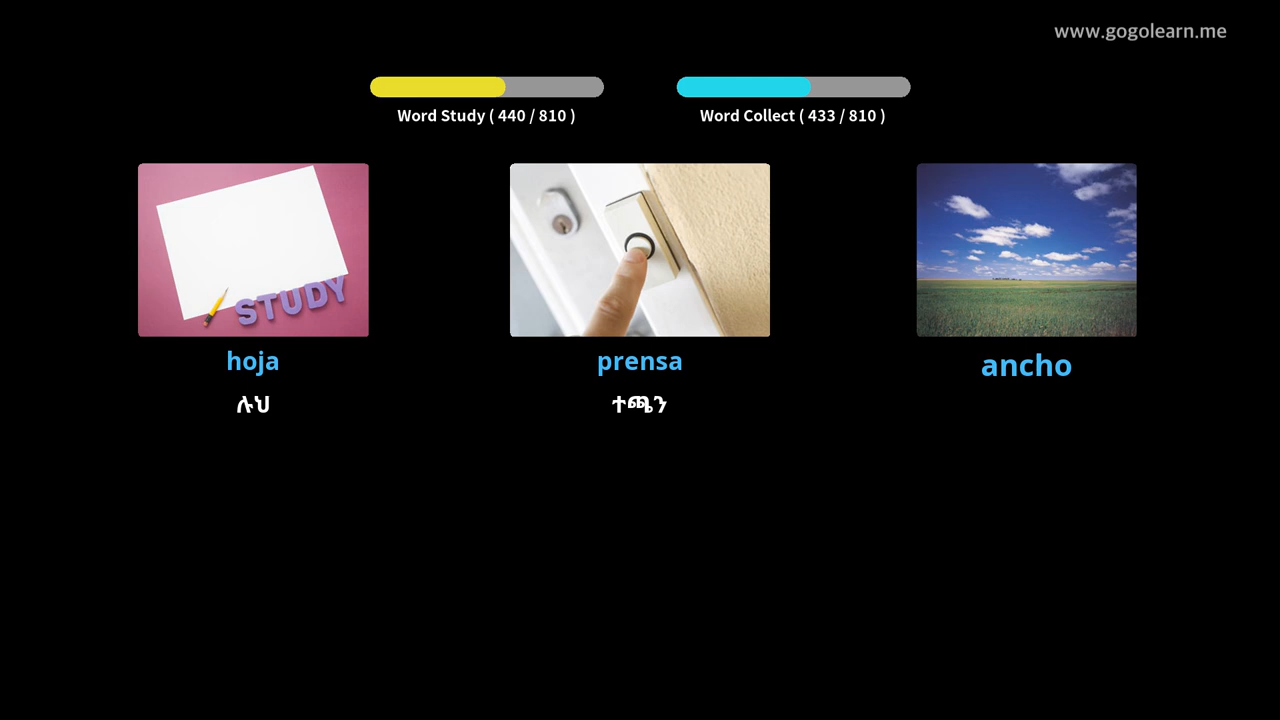 www.gogolearn.me
Word Study ( 440 / 810 )
Word Collect ( 433 / 810 )
STUDY
hoja
prensa
ancho
ሉህ
ተጫን